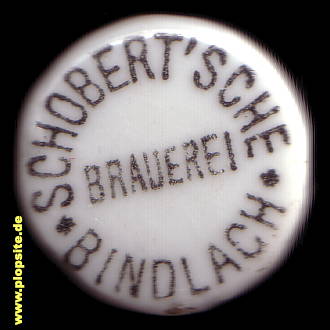 SCHOBERT'SCHE
BRAUEREI
* BINDLACH *
www.plopsite.de